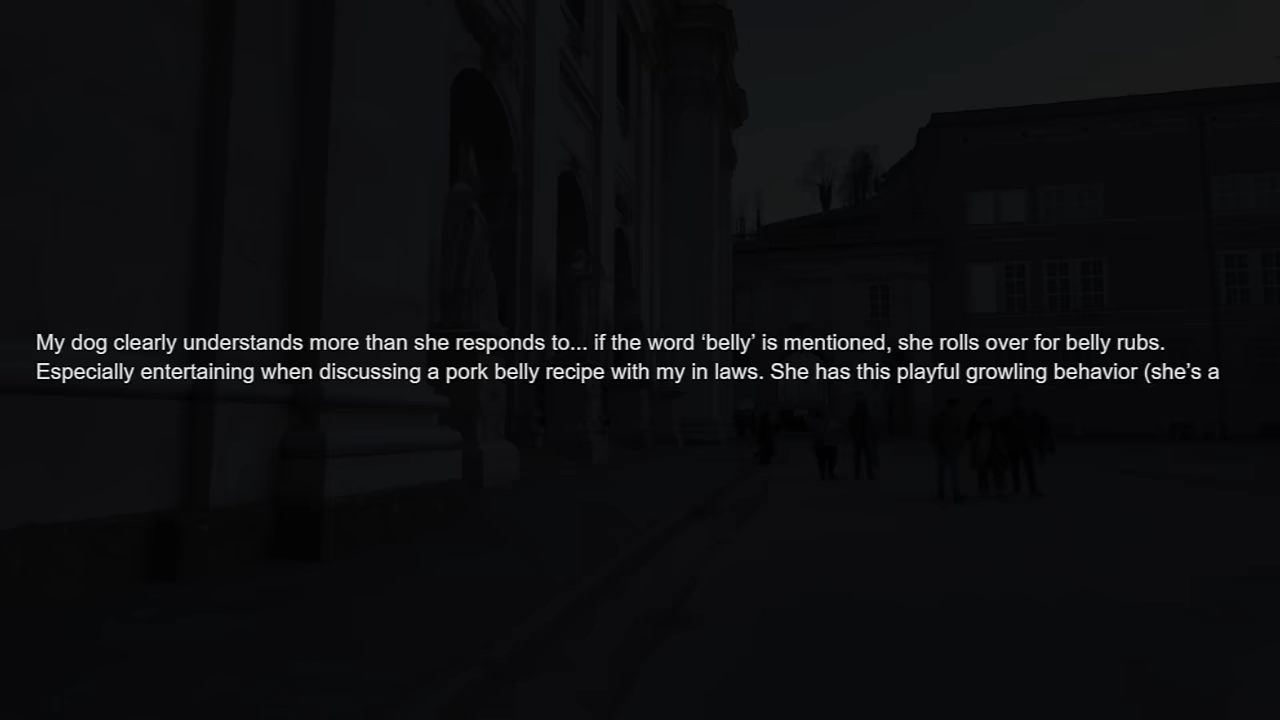 My dog clearly understands more than she responds to... if the word ‘belly’ is mentioned, she rolls over for belly rubs.
Especially entertaining when discussing a pork belly recipe with my in laws. She has this playful growling behavior (she’s a